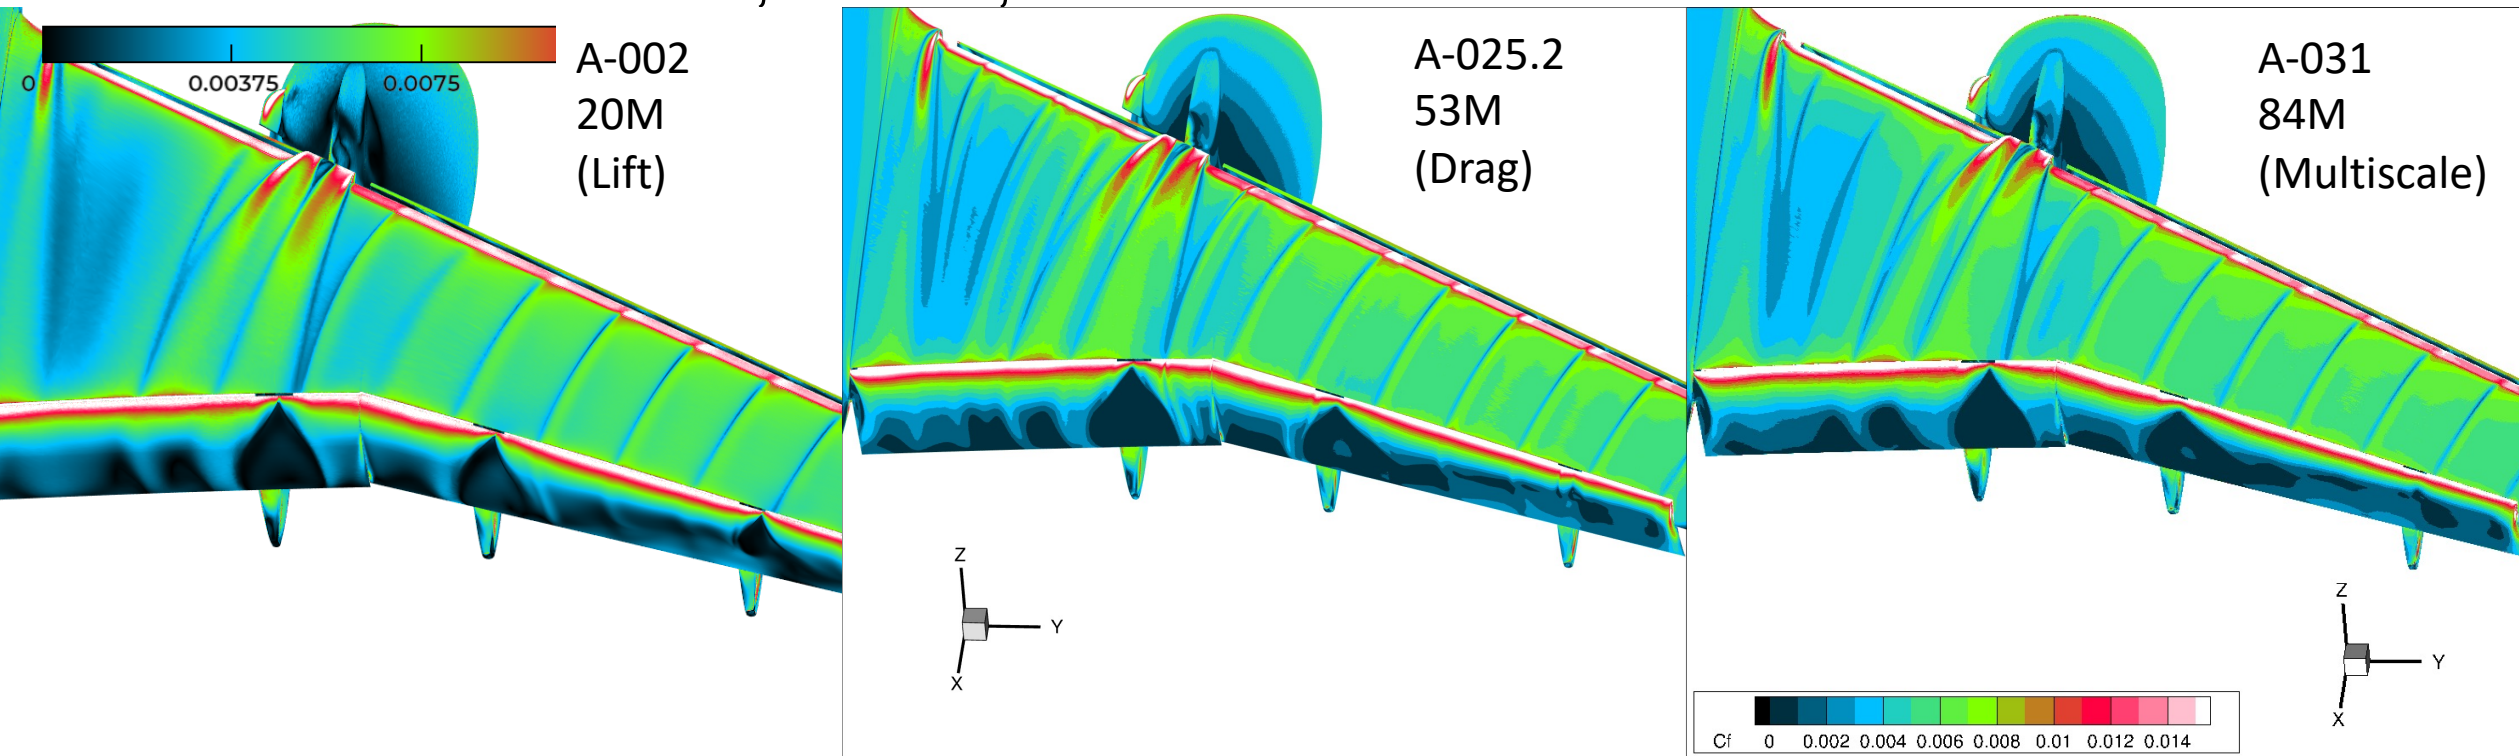 A-002
20M
(Lift)
0 0.00375 0.0075
A-025.2
53M
(Drag)
Z
Y
X
A-031
84M
(Multiscale)
Z
Y
X
Cf 0 0.002 0.004 0.006 0.008 0.01 0.012 0.014